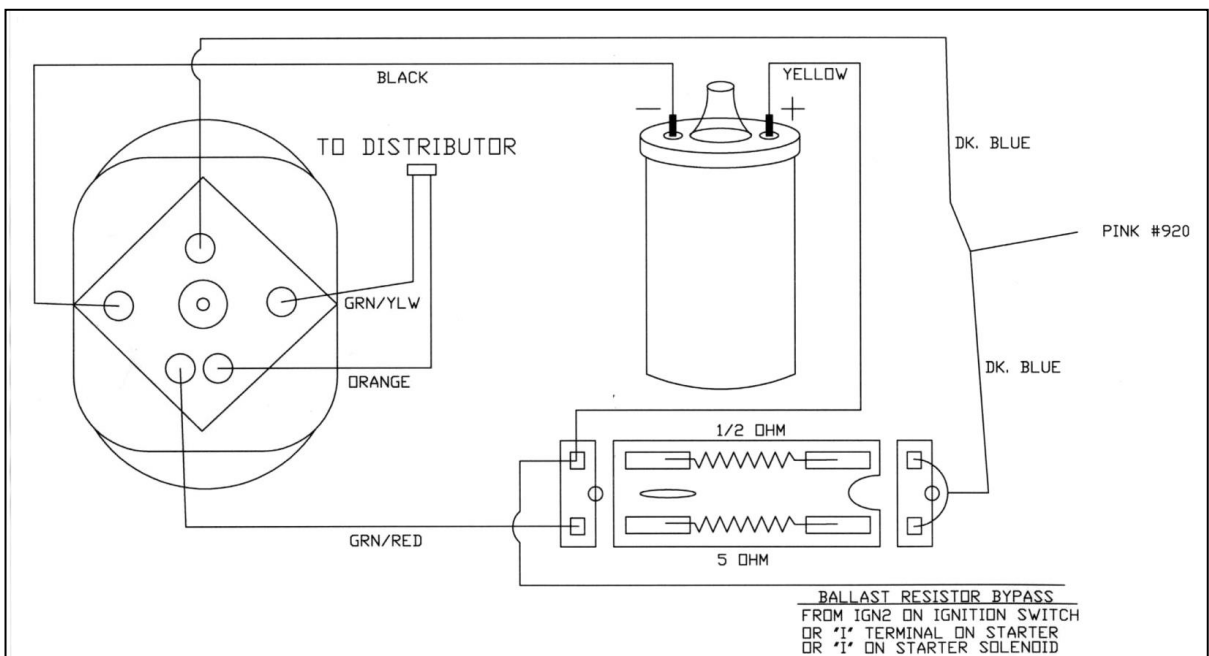 BLACK
YELLOW
— +
TO DISTRIBUTOR
DK. BLUE
PINK #920
GRN/YLW
ORANGE
DK. BLUE
1/2 OHM
GRN/RED
5 OHM
BALLAST RESISTOR BYPASS
FROM IGN2 ON IGNITION SWITCH
OR "I" TERMINAL ON STARTER
OR "I" ON STARTER SOLENOID